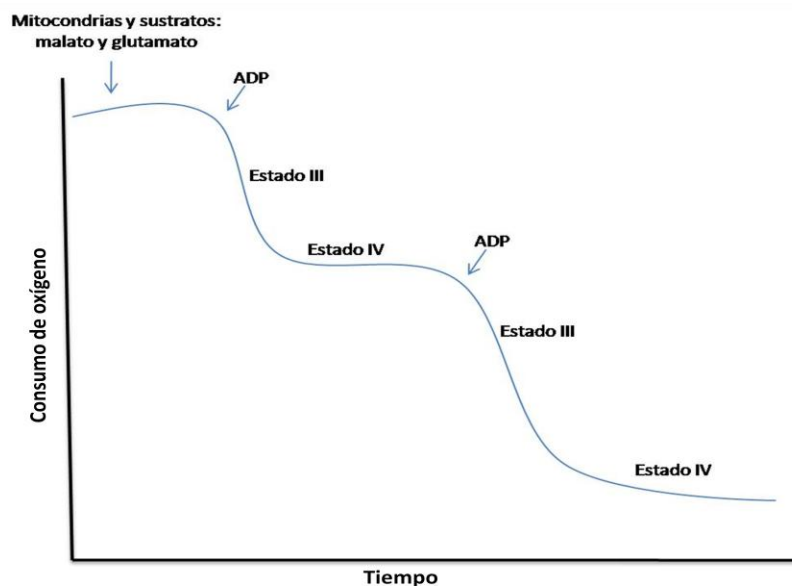 Mitocondrias y sustratos:
malato y glutamato
ADP
Estado III
Estado IV
ADP
Estado III
Estado IV
Consumo de oxígeno
Tiempo